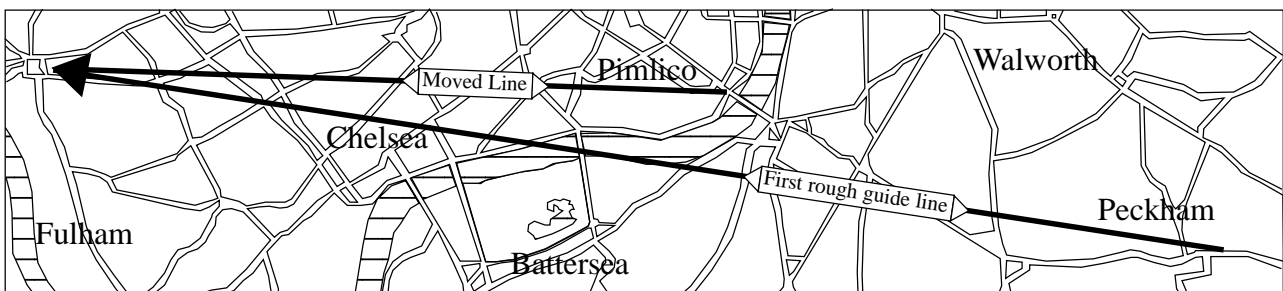 Walworth
Pimlico
Moved Line
Chelsea
First rough guide line
Peckham
Fulham
Battersea